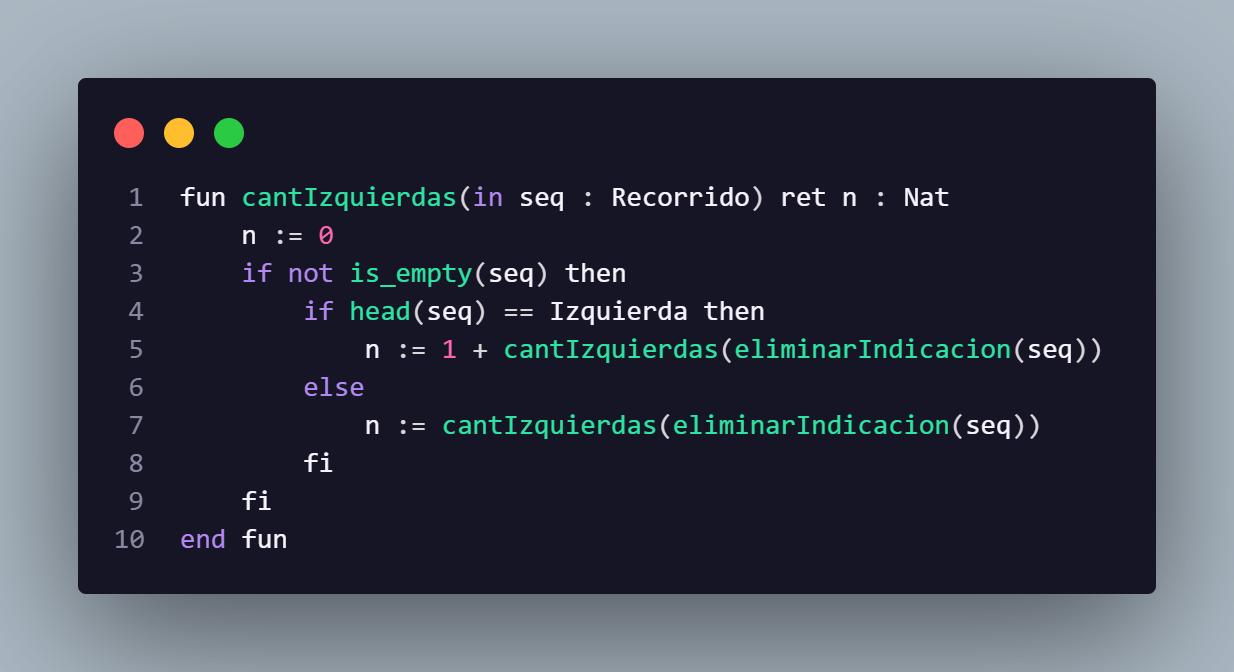 1 fun cantIzquierdas(in seq : Recorrido) ret n : Nat
2     n := 0
3     if not is_empty(seq) then
4         if head(seq) == Izquierda then
5             n := 1 + cantIzquierdas(eliminarIndicacion(seq))
6         else
7             n := cantIzquierdas(eliminarIndicacion(seq))
8         fi
9     fi
10 end fun